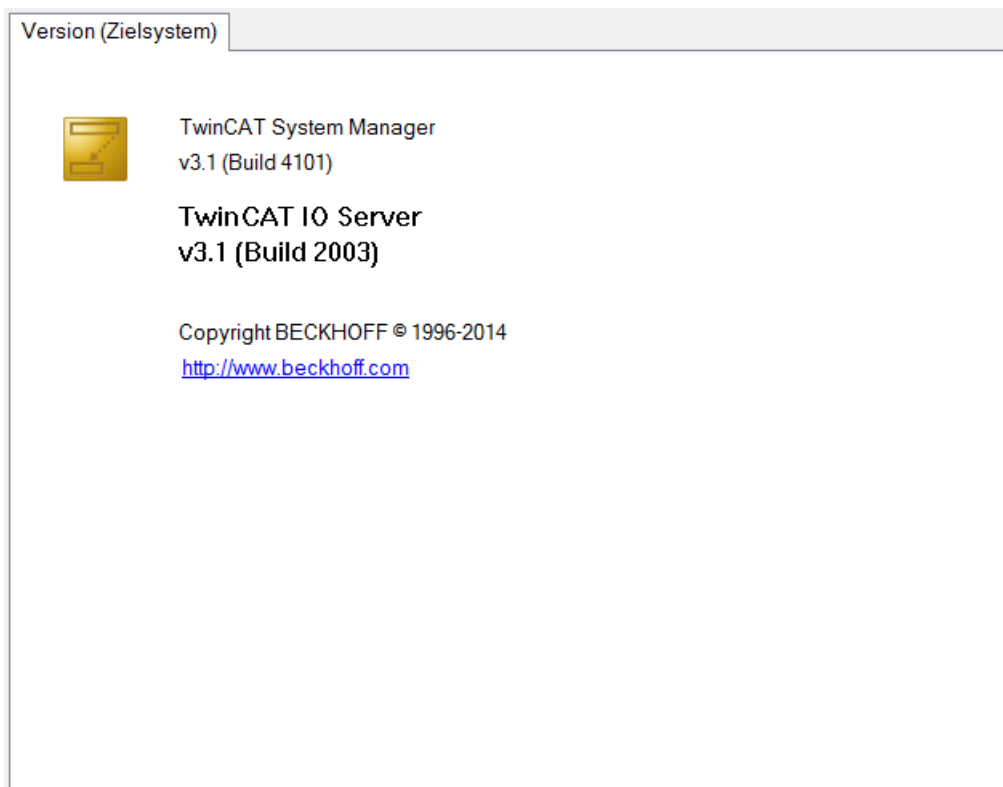 Version (Zielsystem)
TwinCAT System Manager
v3.1 (Build 4101)
TwinCAT IO Server
v3.1 (Build 2003)
Copyright BECKHOFF © 1996-2014
http://www.beckhoff.com